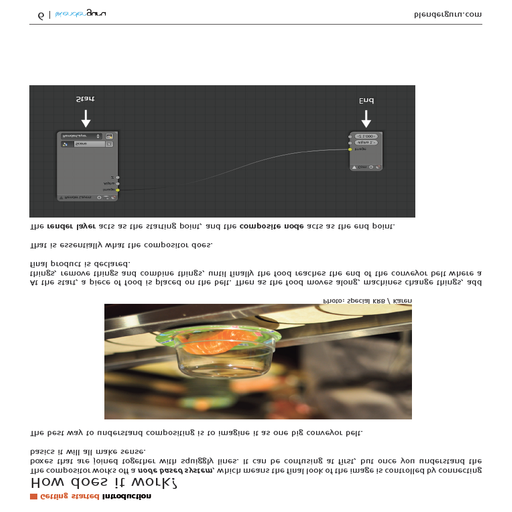 Getting started Introduction
How does it work?
The compositor works off a node based system, which means the final look of the image is controlled by connecting
boxes that are joined together with squiggly lines. It can be confusing at first, but once you understand the
basics it will all make sense.
The best way to understand compositing is to imagine it as one big conveyor belt.
Photo: Special KRB / Karen
At the start, a piece of food is placed on the belt. Then as the food moves along, machines change things, add
things, remove things and combine things, until finally the food reaches the end of the conveyor belt where a
final product is declared.
That is essentially what the compositor does.
The render layer acts as the starting point, and the composite node acts as the end point.
Image
Alpha
Z
Scene
RenderLayer
Image
Start
End
6 | blenderguru
blenderguru.com